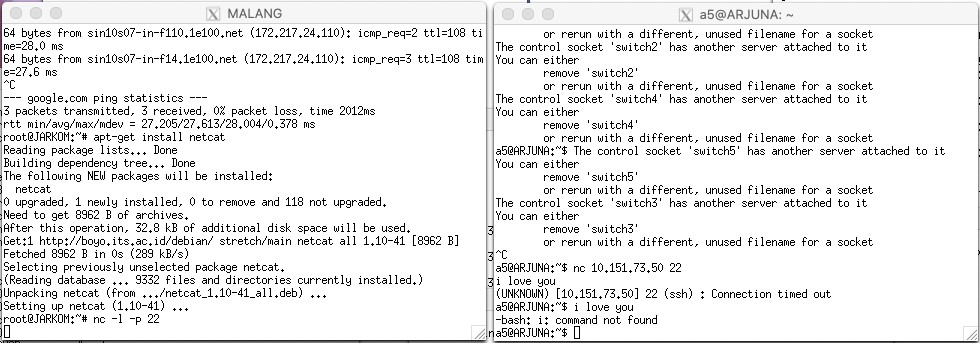 MALANG
64 bytes from sin10s07-in-f110.1e100.net (172.217.24.110): icmp_req=2 ttl=108 ti
me=28.0 ms
64 bytes from sin10s07-in-f14.1e100.net (172.217.24.110): icmp_req=3 ttl=108 tim
e=27.6 ms
^C
--- google.com ping statistics ---
3 packets transmitted, 3 received, 0% packet loss, time 2012ms
rtt min/avg/max/mdev = 27.205/27.613/28.004/0.378 ms
root@JARKOM:~# apt-get install netcat
Reading package lists... Done
Building dependency tree... Done
The following NEW packages will be installed:
netcat
0 upgraded, 1 newly installed, 0 to remove and 118 not upgraded.
Need to get 8962 B of archives.
After this operation, 32.8 kB of additional disk space will be used.
Get:1 http://boyo.its.ac.id/debian/ stretch/main netcat all 1.10-41 [8962 B]
Fetched 8962 B in 0s (289 kB/s)
Selecting previously unselected package netcat.
(Reading database ... 9332 files and directories currently installed.)
Unpacking netcat (from .../netcat_1.10-41_all.deb) ...
Setting up netcat (1.10-41) ...
root@JARKOM:~# nc -l -p 22
a5@ARJUNA: ~
or rerun with a different, unused filename for a socket
The control socket 'switch2' has another server attached to it
You can either
remove 'switch2'
or rerun with a different, unused filename for a socket
The control socket 'switch4' has another server attached to it
You can either
remove 'switch4'
or rerun with a different, unused filename for a socket
a5@ARJUNA:~$ The control socket 'switch5' has another server attached to it
You can either
remove 'switch5'
or rerun with a different, unused filename for a socket
The control socket 'switch3' has another server attached to it
You can either
remove 'switch3'
or rerun with a different, unused filename for a socket
^C
a5@ARJUNA:~$ nc 10.151.73.50 22
i love you
(UNKNOWN) [10.151.73.50] 22 (ssh) : Connection timed out
a5@ARJUNA:~$ i love you
-bash: i: command not found
a5@ARJUNA:~$